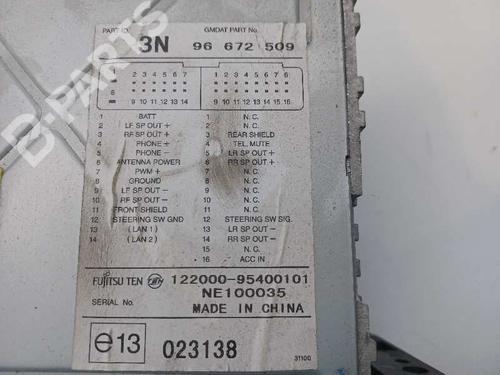 PART ID. GMDAT PART No.
3N 96 672 509
1 2 3 4 5 6 7 1 2 3 4 5 6 7 8
8 9 10 11 12 13 14 9 10 11 12 13 14 15 16
1 BATT 1 N.C.
2 LF SP OUT + 2 N.C.
3 RF SP OUT + 3 REAR SHIELD
4 PHONE + 4 TEL. MUTE
5 PHONE - 5 LR SP OUT +
6 ANTENNA POWER 6 RR SP OUT +
7 PWM + 7 N.C.
8 GROUND 8 N.C.
9 LF SP OUT - 9 N.C.
10 RF SP OUT - 10 N.C.
11 FRONT SHIELD 11 N.C.
12 STEERING SW GND 12 STEERING SW SIG.
13 (LAN 1) 13 LR SP OUT -
14 (LAN 2) 14 RR SP OUT -
15 N.C.
16 ACC IN
FUJITSU TEN 122000-95400101
NE100035
SERIAL No. MADE IN CHINA
e13 023138
31100
B-PARTS